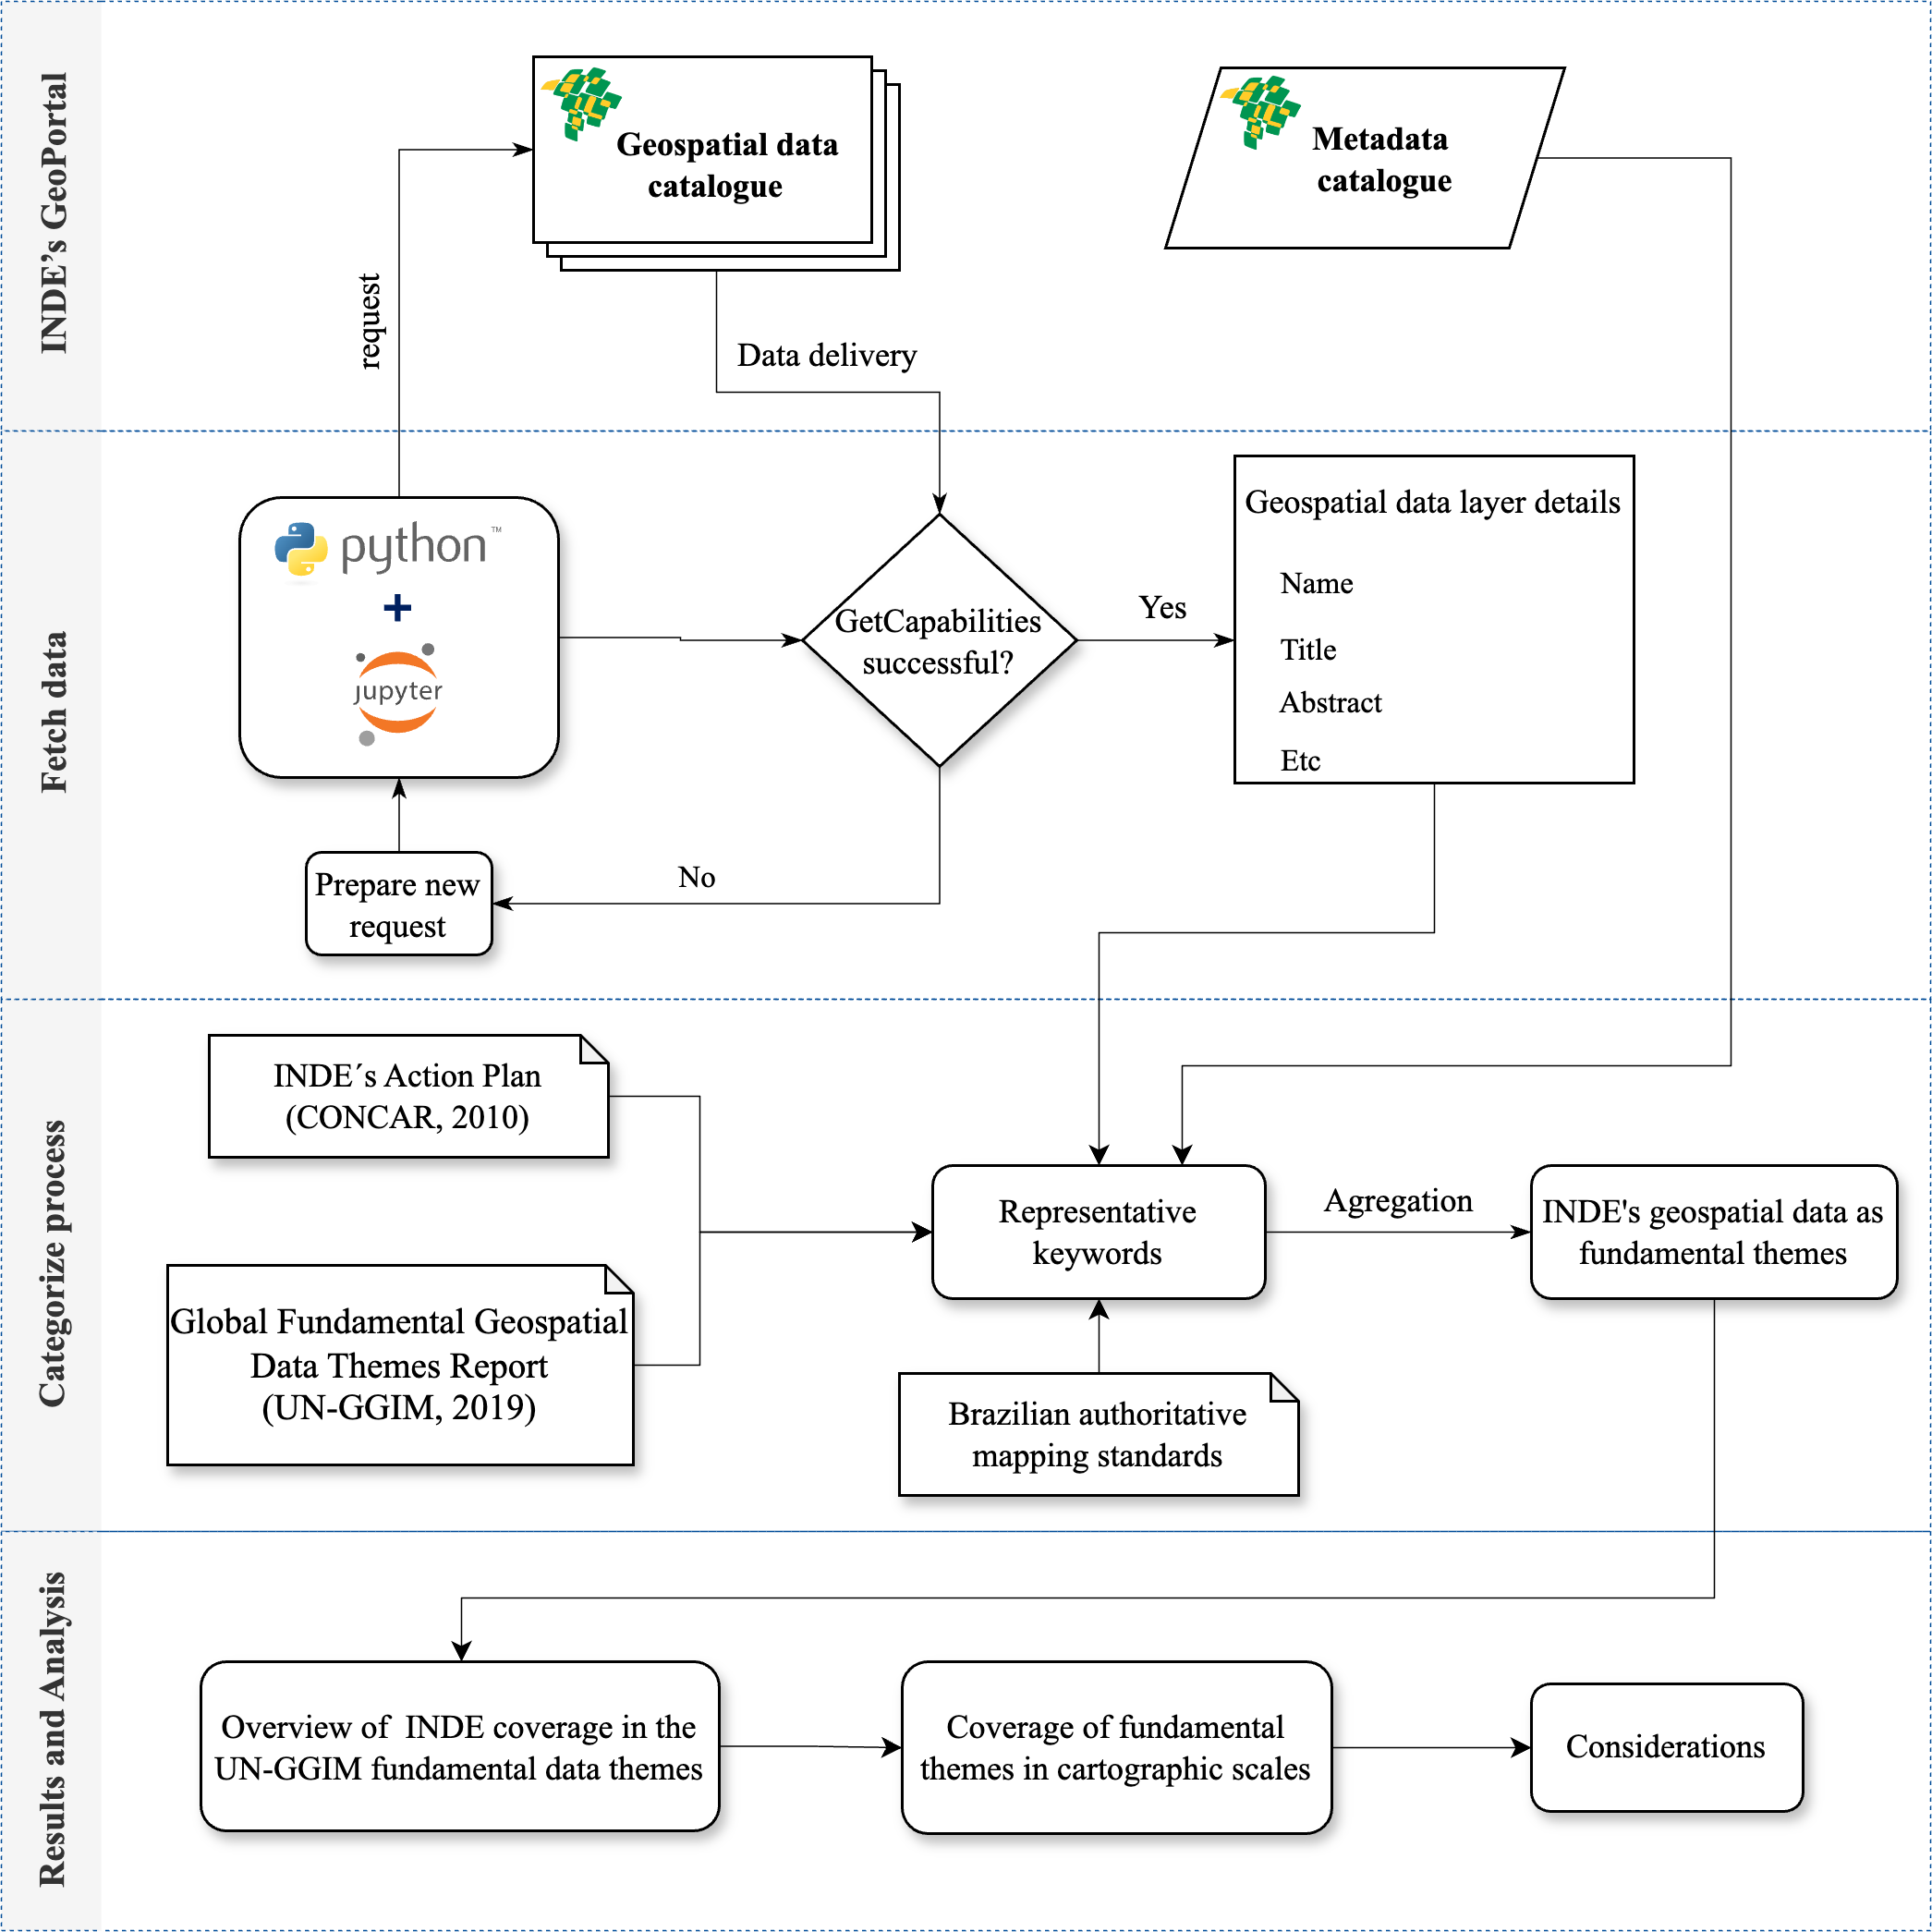 INDE's GeoPortal
Geospatial data
catalogue
Metadata
catalogue
request
Data delivery
Fetch data
python™
+
jupyter
GetCapabilities
successful?
Yes
Geospatial data layer details
Name
Title
Abstract
Etc
No
Prepare new
request
Categorize process
INDE´s Action Plan
(CONCAR, 2010)
Global Fundamental Geospatial
Data Themes Report
(UN-GGIM, 2019)
Representative
keywords
Agregation
INDE's geospatial data as
fundamental themes
Brazilian authoritative
mapping standards
Results and Analysis
Overview of INDE coverage in the
UN-GGIM fundamental data themes
Coverage of fundamental
themes in cartographic scales
Considerations